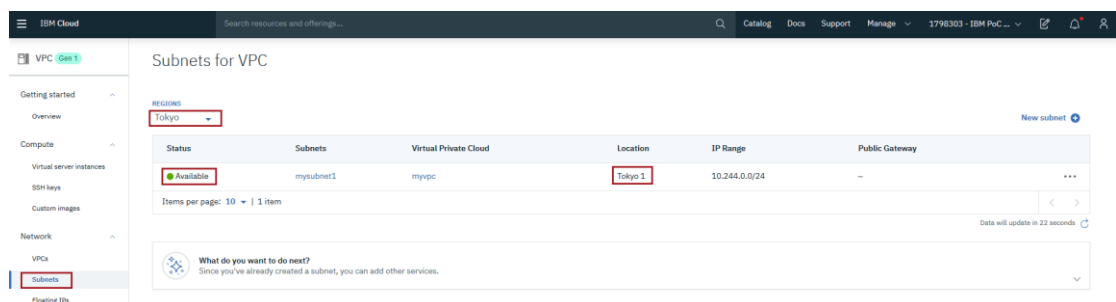 IBM Cloud
Search resources and offerings...
Catalog Docs Support Manage 1798303 - IBM PoC ...
VPC Gen 1
Subnets for VPC
Getting started
Overview
Compute
Virtual server instances
SSH keys
Custom images
Network
VPCs
Subnets
Floating IPs
REGIONS
Tokyo
New subnet
Status Subnets Virtual Private Cloud Location IP Range Public Gateway
Available mysubnet1 myvpc Tokyo 1 10.244.0.0/24 –
Items per page: 10 | 1 item
Data will update in 22 seconds
What do you want to do next?
Since you've already created a subnet, you can add other services.